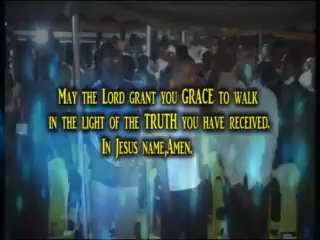 May the Lord grant you GRACE to walk
in the light of the TRUTH you have received.
In Jesus name,Amen.